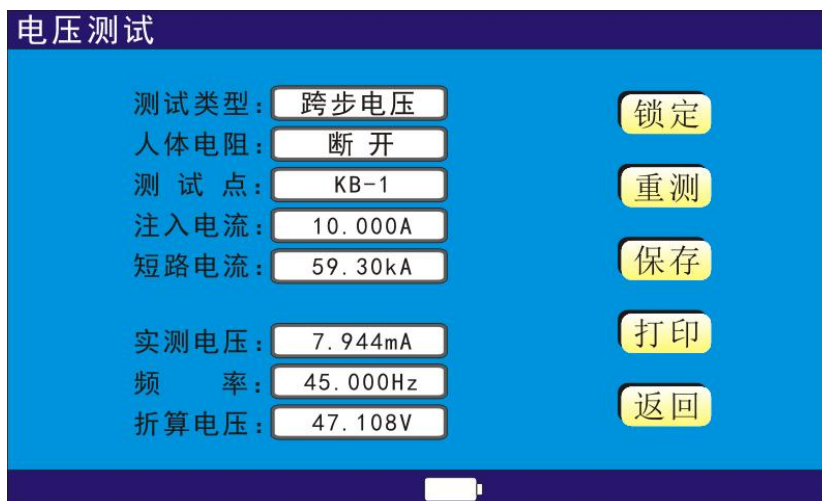 电压测试
测试类型：跨步电压
锁定
人体电阻：断 开
测 试 点：KB-1
重测
注入电流：10.000A
短路电流：59.30kA
保存
实测电压：7.944mA
打印
频 率：45.000Hz
折算电压：47.108V
返回